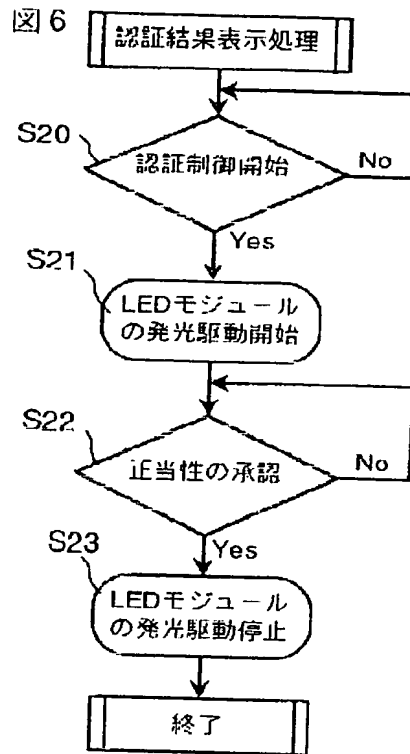 図6
認証結果表示処理
S20
認証制御開始
No
Yes
S21
LEDモジュール
の発光駆動開始
S22
正当性の承認
No
Yes
S23
LEDモジュール
の発光駆動停止
終了